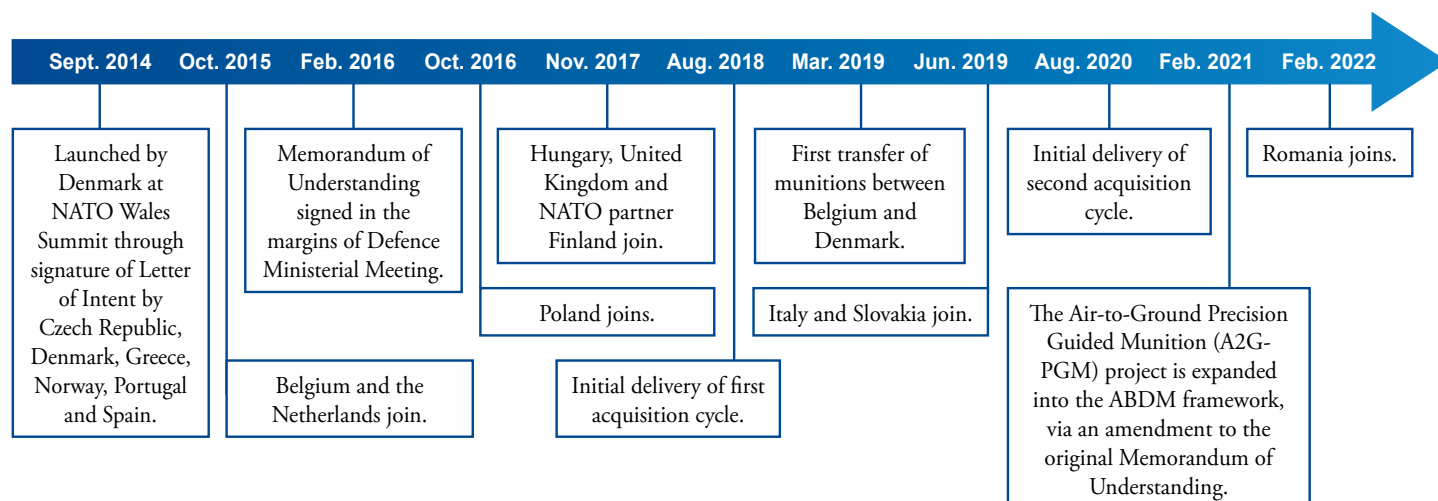 Sept. 2014 Oct. 2015 Feb. 2016 Oct. 2016 Nov. 2017 Aug. 2018 Mar. 2019 Jun. 2019 Aug. 2020 Feb. 2021 Feb. 2022
Launched by
Denmark at
NATO Wales
Summit through
signature of Letter
of Intent by
Czech Republic,
Denmark, Greece,
Norway, Portugal
and Spain.
Belgium and the
Netherlands join.
Memorandum of
Understanding
signed in the
margins of Defence
Ministerial Meeting.
Poland joins.
Hungary, United
Kingdom and
NATO partner
Finland join.
Initial delivery of first
acquisition cycle.
First transfer of
munitions between
Belgium and
Denmark.
Italy and Slovakia join.
Initial delivery of
second acquisition
cycle.
The Air-to-Ground Precision
Guided Munition (A2G-
PGM) project is expanded
into the ABDM framework,
via an amendment to the
original Memorandum of
Understanding.
Romania joins.